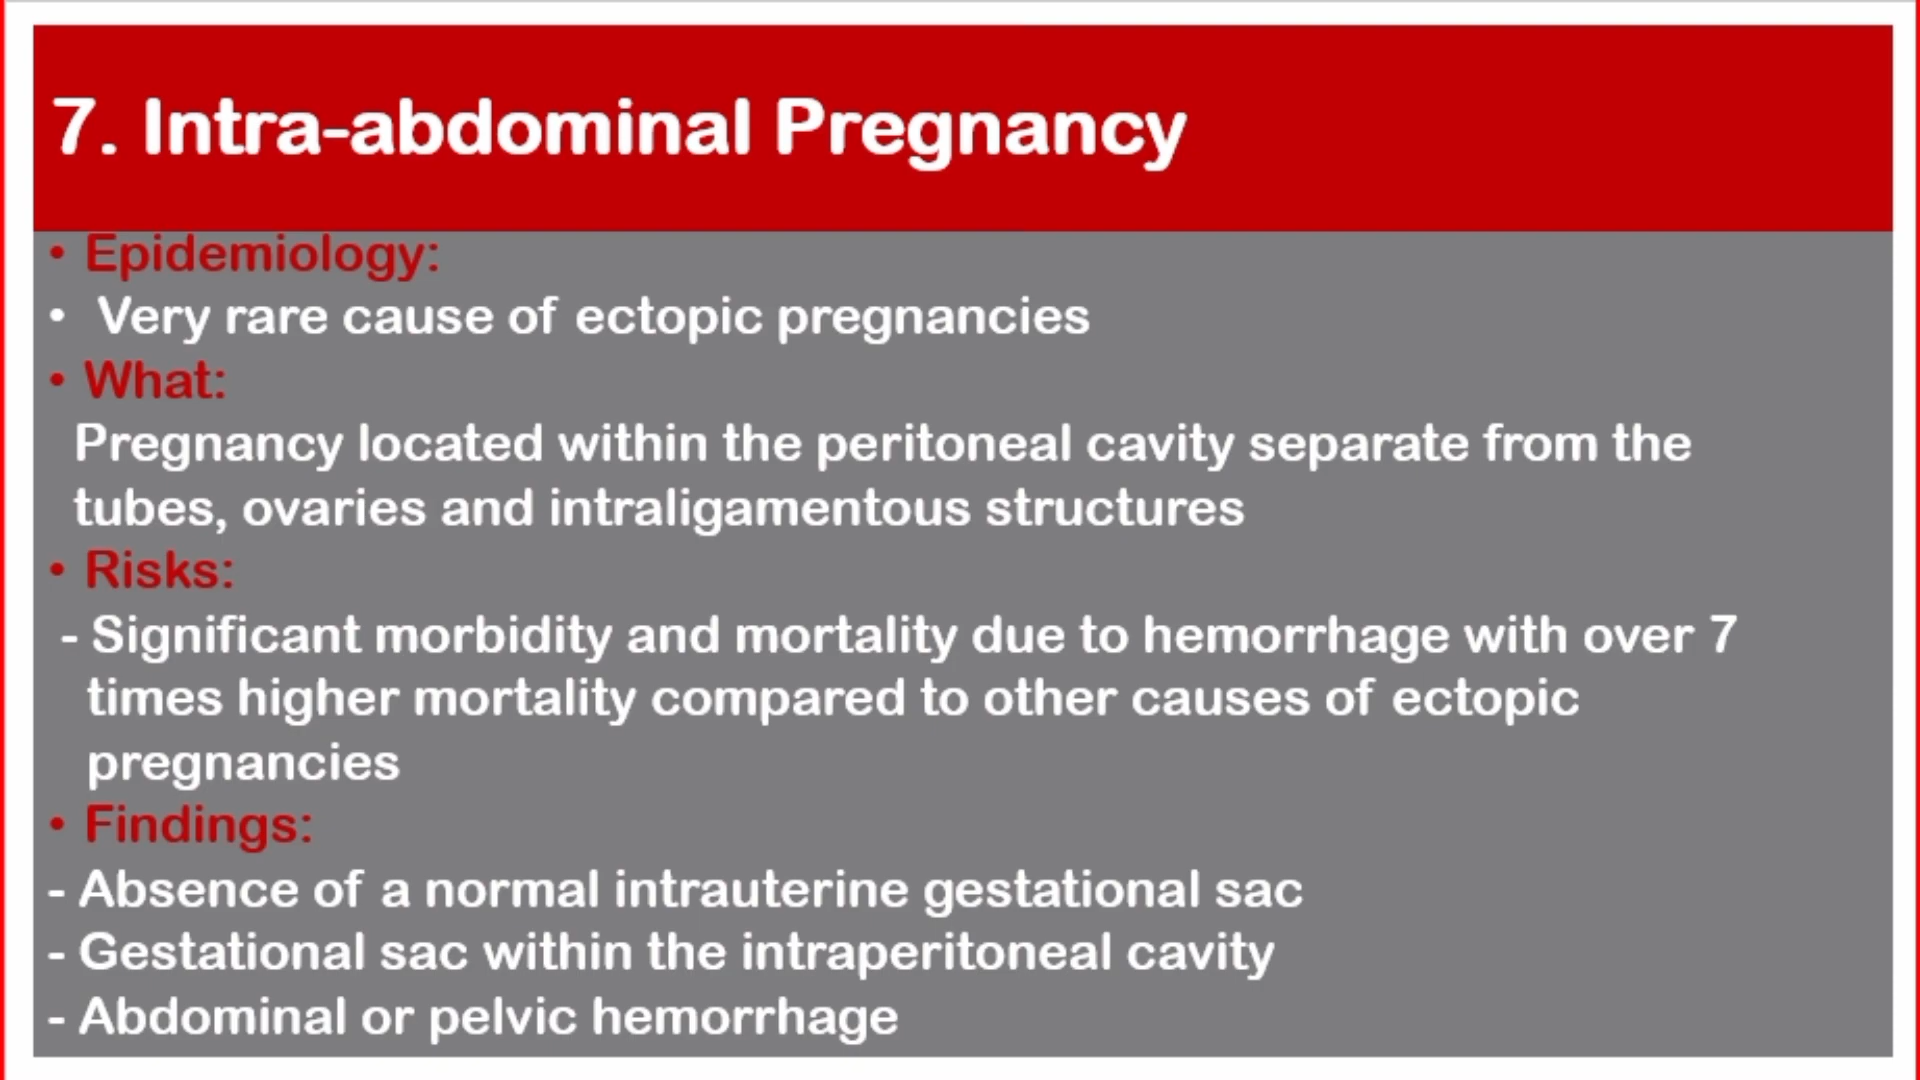 7. Intra-abdominal Pregnancy
• Epidemiology:
• Very rare cause of ectopic pregnancies
• What:
Pregnancy located within the peritoneal cavity separate from the
tubes, ovaries and intraligamentous structures
• Risks:
- Significant morbidity and mortality due to hemorrhage with over 7
times higher mortality compared to other causes of ectopic
pregnancies
• Findings:
- Absence of a normal intrauterine gestational sac
- Gestational sac within the intraperitoneal cavity
- Abdominal or pelvic hemorrhage